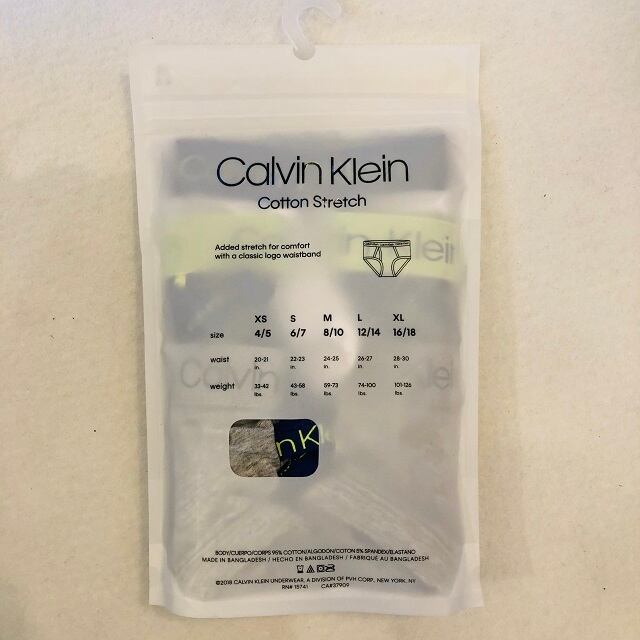 Calvin Klein
Cotton Stretch
Added stretch for comfort
with a classic logo waistband
XS S M L XL
size 4/5 6/7 8/10 12/14 16/18
waist 20-21 in. 22-23 in. 24-25 in. 26-27 in. 28-30 in.
weight 33-42 lbs. 43-58 lbs. 59-73 lbs. 74-100 lbs. 101-126 lbs.
n Kl
BODY/CUERPO/CORPS 95% COTTON/ALGODON/COTON 5% SPANDEX/ELASTANO
MADE IN BANGLADESH / HECHO EN BANGLADESH / FABRIQUÉ AU BANGLADESH
©2018 CALVIN KLEIN UNDERWEAR, A DIVISION OF PVH CORP. NEW YORK, NY
RN# 15741 CA#37909